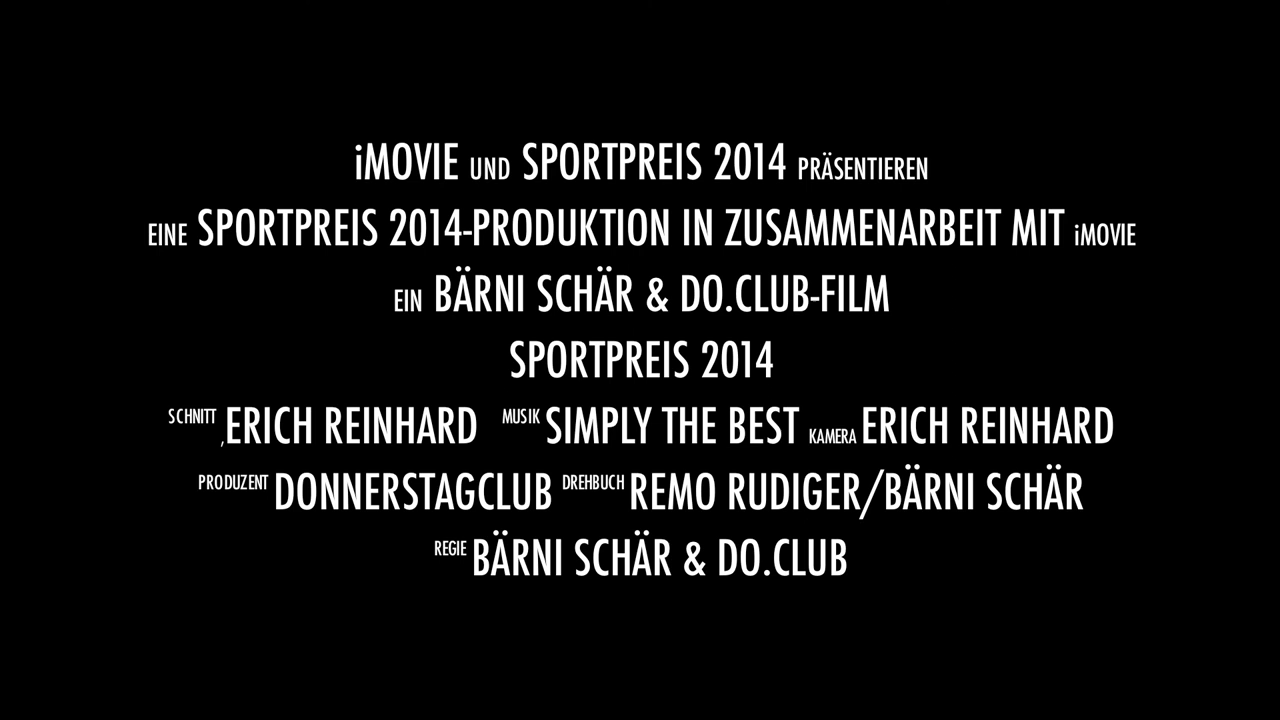 iMOVIE UND SPORTPREIS 2014 PRÄSENTIEREN
EINE SPORTPREIS 2014-PRODUKTION IN ZUSAMMENARBEIT MIT iMOVIE
EIN BÄRNI SCHÄR & DO.CLUB-FILM
SPORTPREIS 2014
SCHNITT ,ERICH REINHARD MUSIK SIMPLY THE BEST KAMERA ERICH REINHARD
PRODUZENT DONNERSTAGCLUB DREHBUCH REMO RUDIGER/BÄRNI SCHÄR
REGIE BÄRNI SCHÄR & DO.CLUB